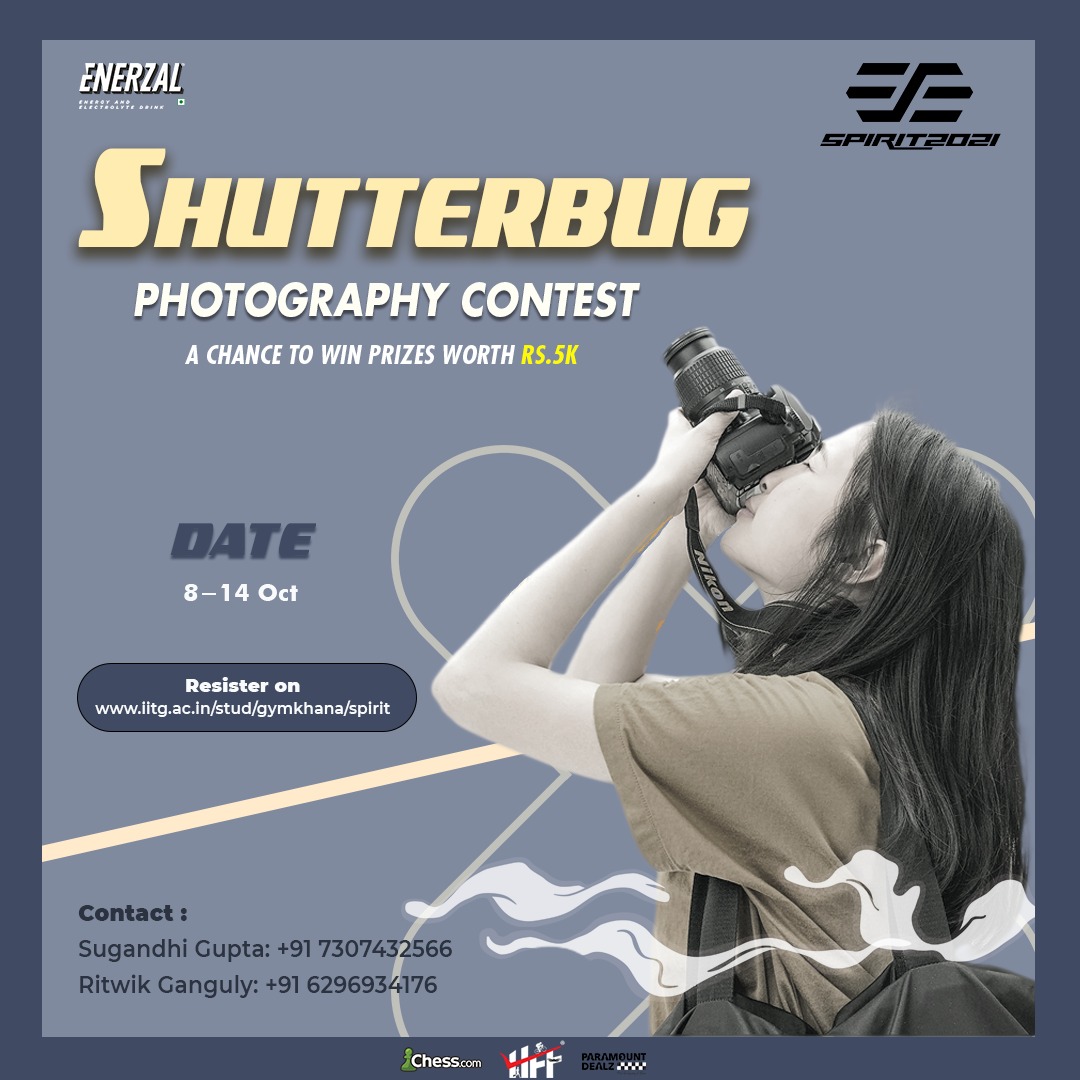 ENERZAL
ENERGY AND
ELECTROLYTE DRINK
SPIRIT2021
SHUTTERBUG
PHOTOGRAPHY CONTEST
A CHANCE TO WIN PRIZES WORTH RS.5K
Nikon
DATE
8–14 Oct
Resister on
www.iitg.ac.in/stud/gymkhana/spirit
Contact :
Sugandhi Gupta: +91 7307432566
Ritwik Ganguly: +91 6296934176
iChess.com
PARAMOUNT
DEALZ